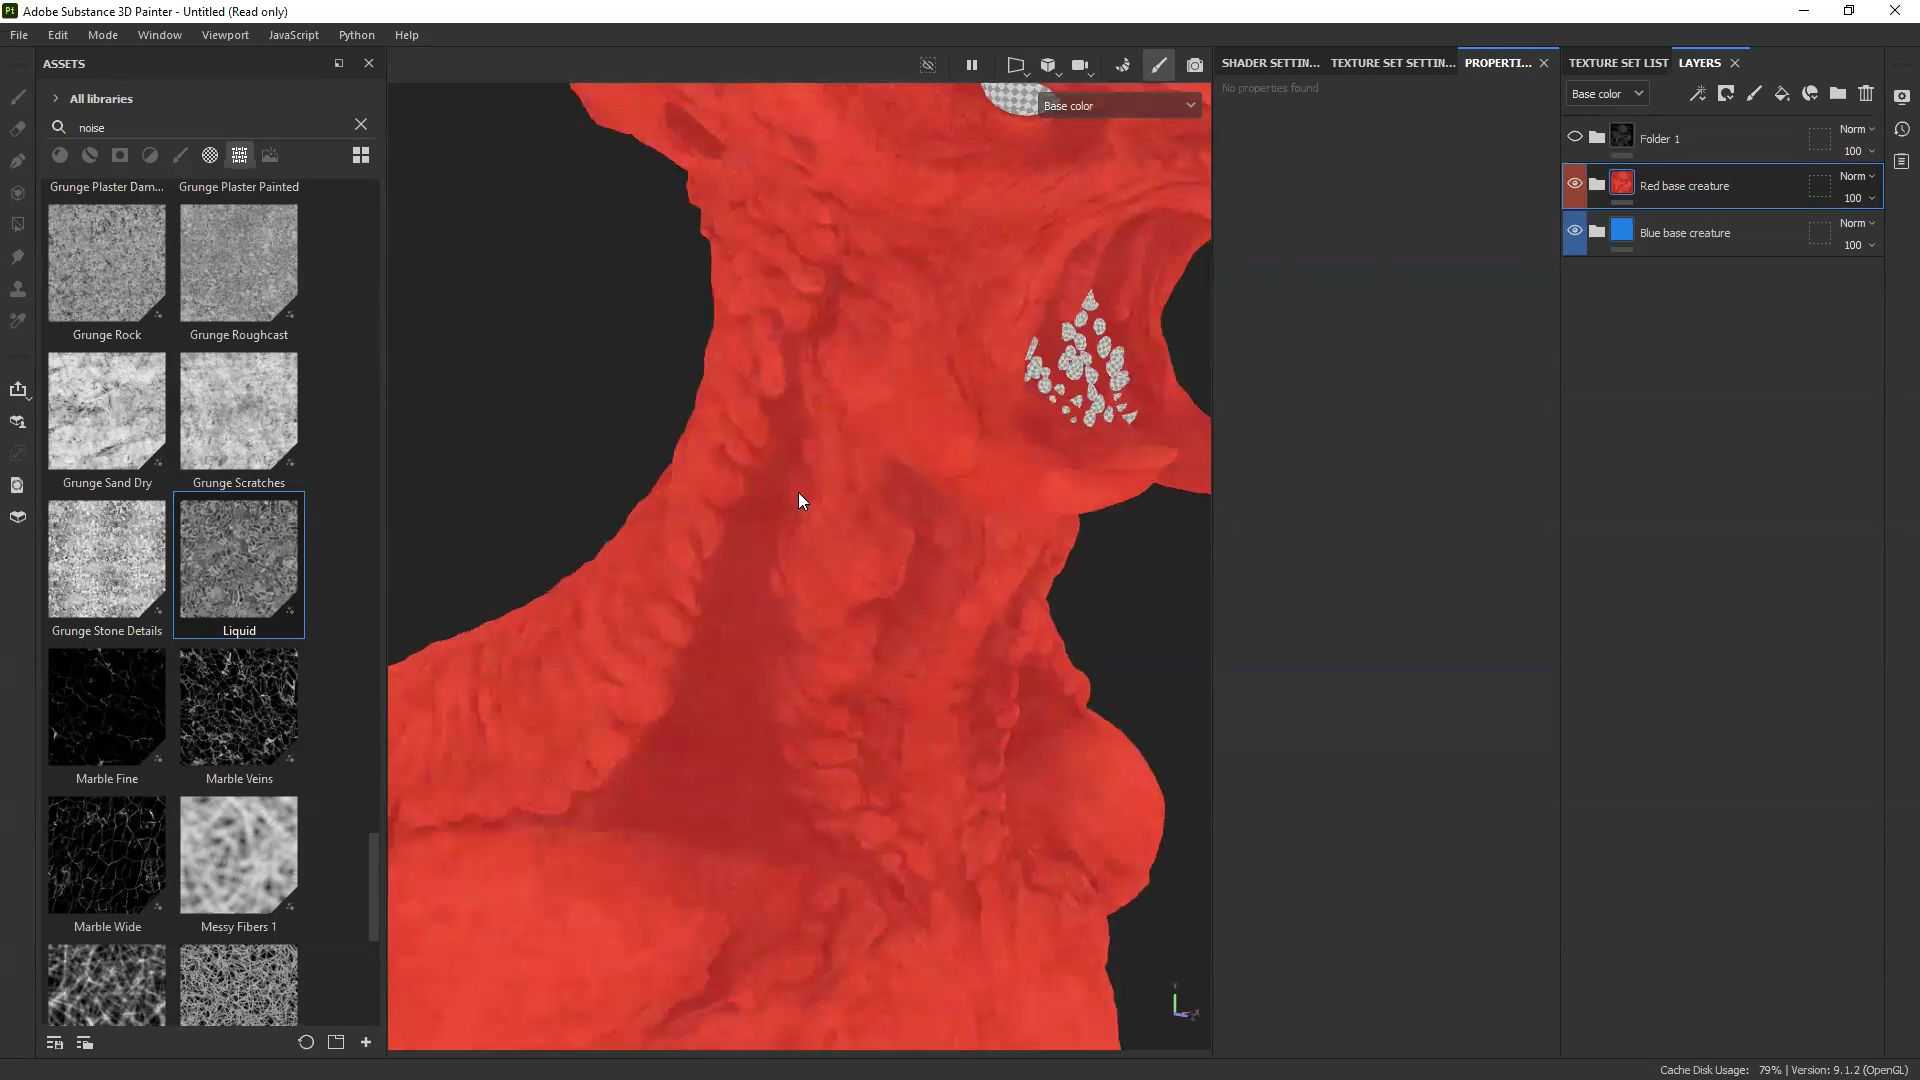 Pt Adobe Substance 3D Painter - Untitled (Read only)
File Edit Mode Window Viewport JavaScript Python Help
ASSETS
All libraries
noise
Grunge Plaster Dam... Grunge Plaster Painted
Grunge Rock Grunge Roughcast
Grunge Sand Dry Grunge Scratches
Grunge Stone Details Liquid
Marble Fine Marble Veins
Marble Wide Messy Fibers 1
Base color
SHADER SETTIN... TEXTURE SET SETTIN... PROPERTI...
No properties found
TEXTURE SET LIST LAYERS
Base color
Folder 1 Norm 100
Red base creature Norm 100
Blue base creature Norm 100
Cache Disk Usage: 79% | Version: 9.1.2 (OpenGL)